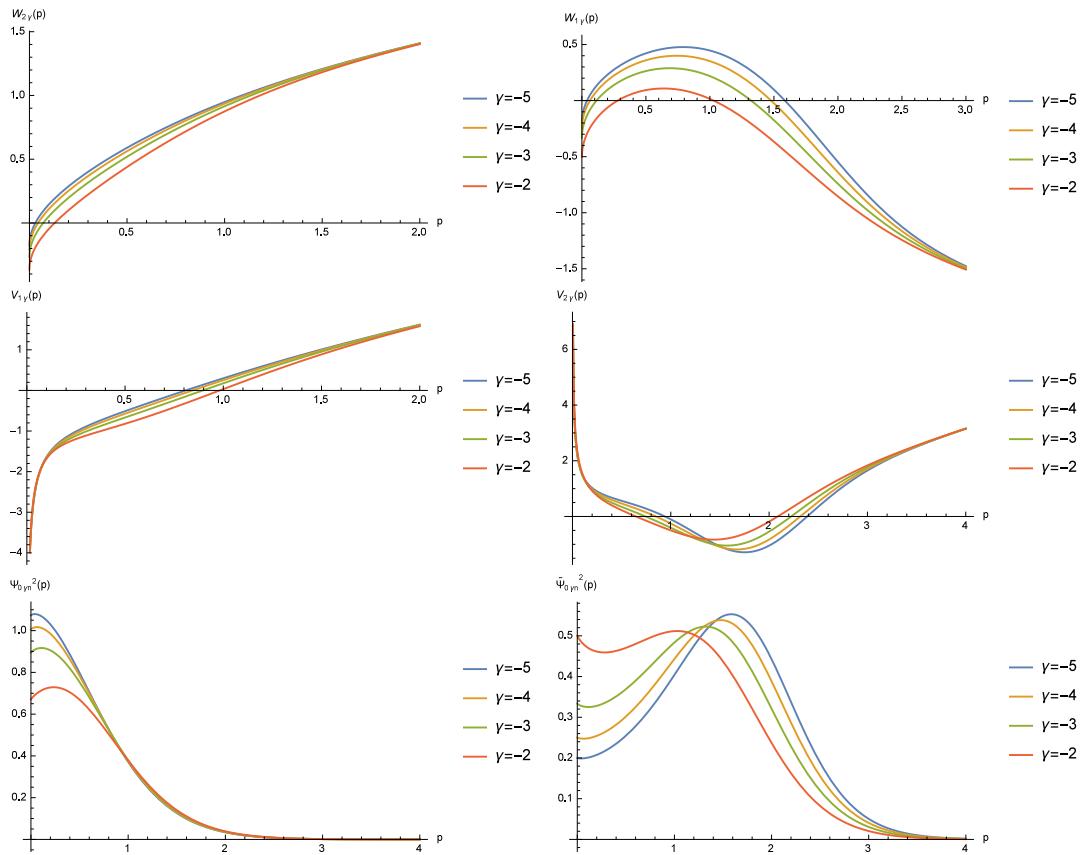 W₂ᵧ(p)
1.5
1.0
0.5
0.5 1.0 1.5 2.0 p
γ=-5
γ=-4
γ=-3
γ=-2
W₁ᵧ(p)
0.5
0.5 1.0 1.5 2.0 2.5 3.0 p
-0.5
-1.0
-1.5
γ=-5
γ=-4
γ=-3
γ=-2
V₁ᵧ(p)
1
0.5 1.0 1.5 2.0 p
-1
-2
-3
-4
γ=-5
γ=-4
γ=-3
γ=-2
V₂ᵧ(p)
6
4
2
1 2 3 4 p
γ=-5
γ=-4
γ=-3
γ=-2
Ψ₀ᵧₙ²(p)
1.0
0.8
0.6
0.4
0.2
1 2 3 4 p
γ=-5
γ=-4
γ=-3
γ=-2
Ψ̃₀ᵧₙ²(p)
0.5
0.4
0.3
0.2
0.1
1 2 3 4 p
γ=-5
γ=-4
γ=-3
γ=-2